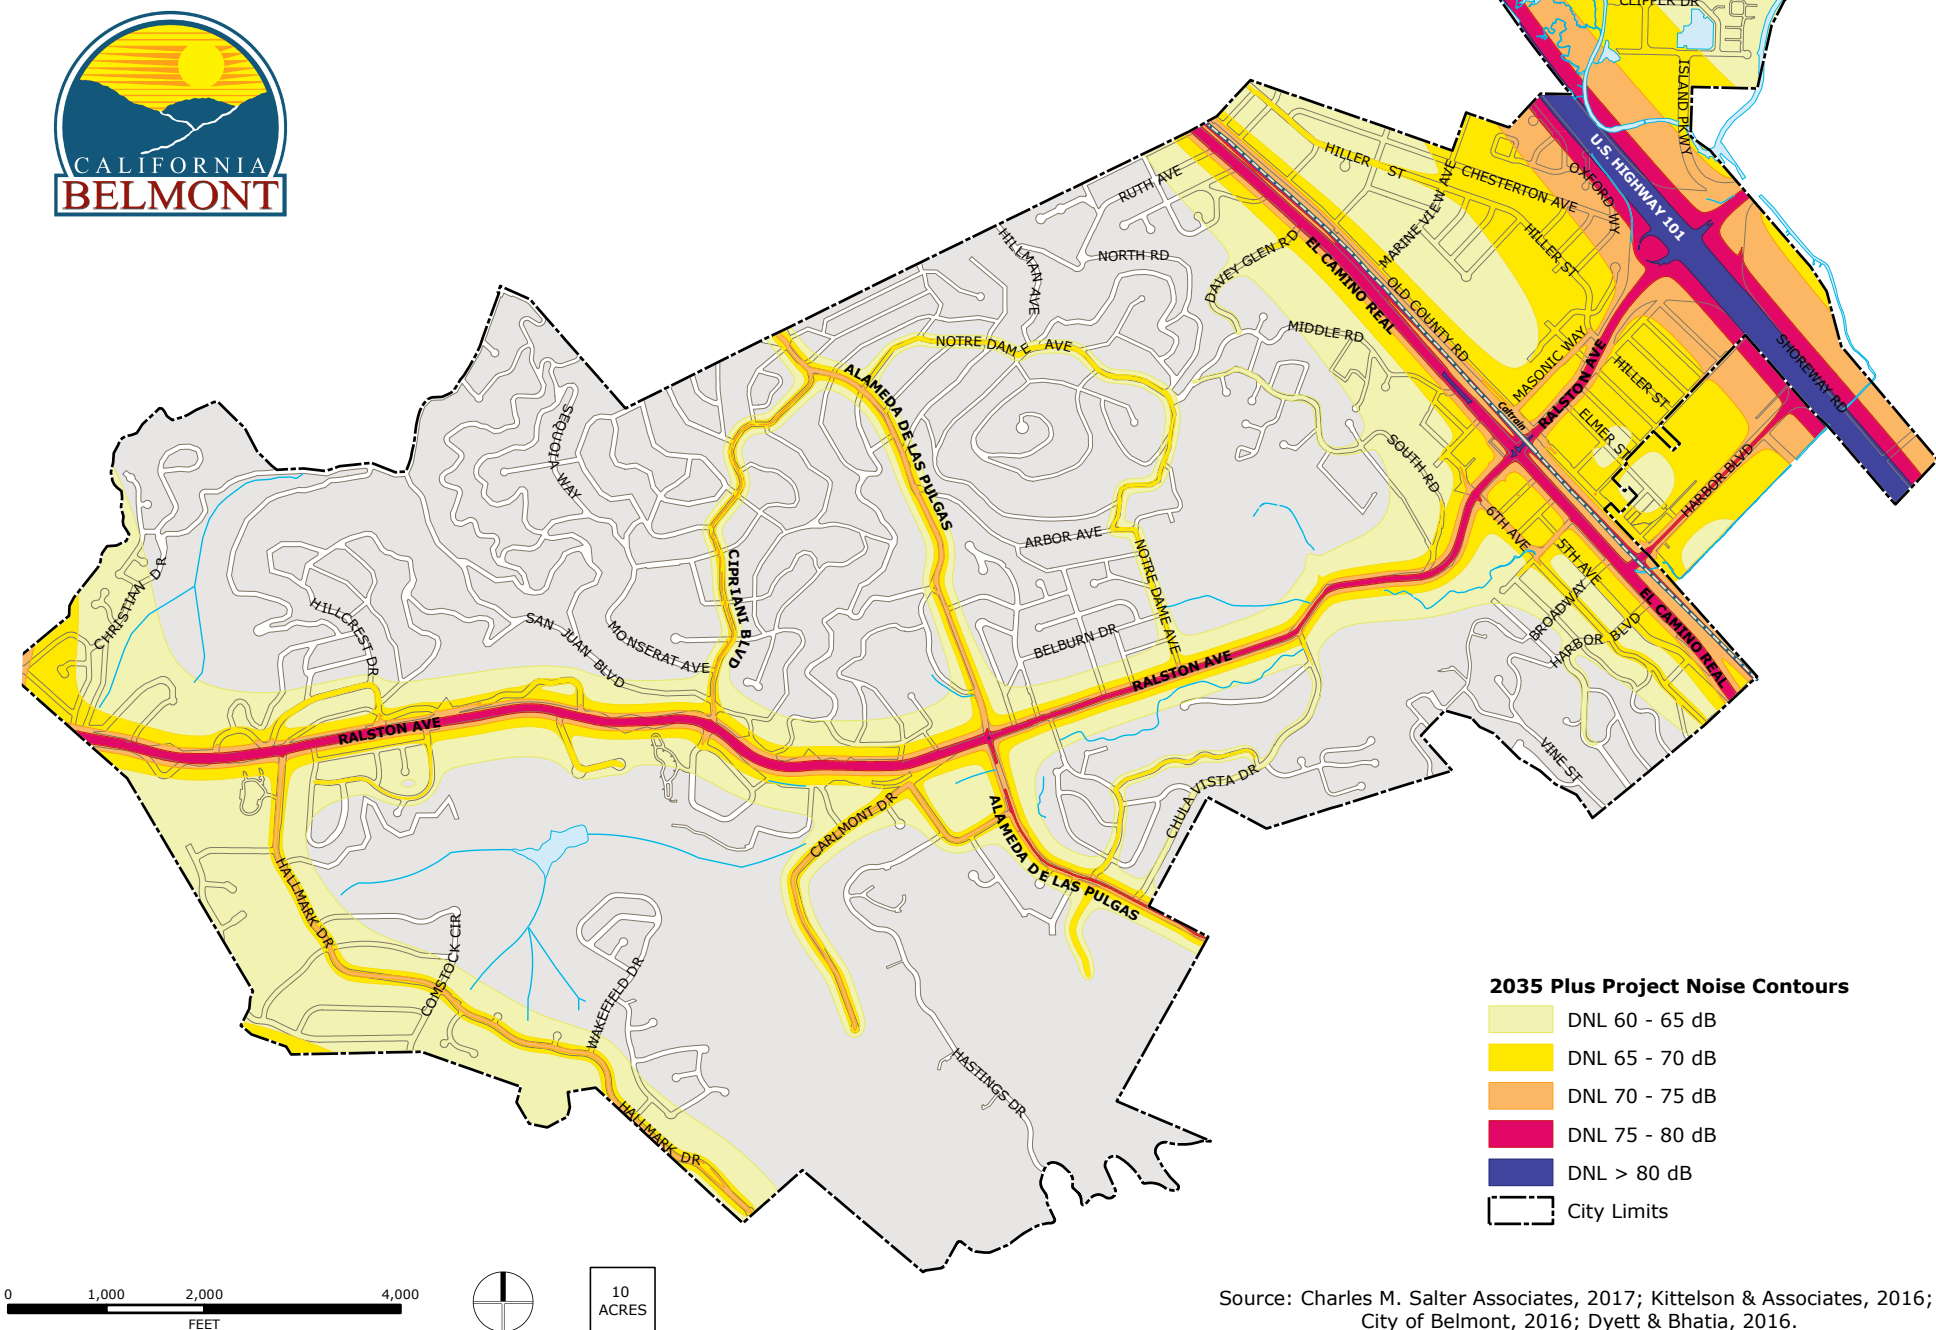 CALIFORNIA
BELMONT
CLIPPER DR
ISLAND PKWY
U.S. HIGHWAY 101
OXFORD WY
HILLER ST
CHESTERTON AVE
MARINE VIEW AVE
HILLER ST
RUTH AVE
HILLMAN AVE
NORTH RD
DAVEY GLEN RD
EL CAMINO REAL
OLD COUNTY RD
MIDDLE RD
MASONIC WAY
RALSTON AVE
HILLER ST
SHOREWAY RD
NOTRE DAME AVE
ALAMEDA DE LAS PULGAS
Caltrain
ELMER ST
SEQUOIA WAY
SOUTH RD
HARBOR BLVD
6TH AVE
5TH AVE
ARBOR AVE
NOTRE DAME AVE
CIPRIANI BLVD
CHRISTIAN DR
HILLCREST DR
SAN JUAN BLVD
MONSERAT AVE
BELBURN DR
BROADWAY
HARBOR BLVD
EL CAMINO REAL
RALSTON AVE
RALSTON AVE
VINE ST
CHULA VISTA DR
CARLMONT DR
ALAMEDA DE LAS PULGAS
HALLMARK DR
COMSTOCK CIR
WAKEFIELD DR
HASTINGS DR
HALLMARK DR
2035 Plus Project Noise Contours
DNL 60 - 65 dB
DNL 65 - 70 dB
DNL 70 - 75 dB
DNL 75 - 80 dB
DNL > 80 dB
City Limits
0 1,000 2,000 4,000
FEET
10
ACRES
Source: Charles M. Salter Associates, 2017; Kittelson & Associates, 2016;
City of Belmont, 2016; Dyett & Bhatia, 2016.